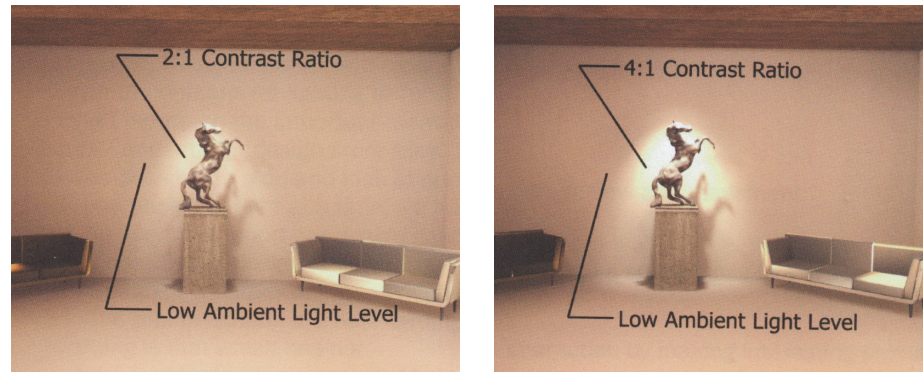 2:1 Contrast Ratio
Low Ambient Light Level
4:1 Contrast Ratio
Low Ambient Light Level